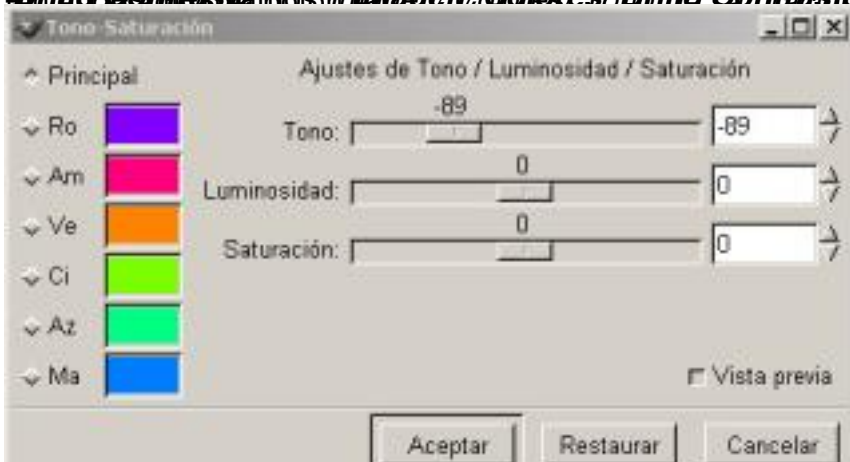 Tono-Saturación
Ajustes de Tono / Luminosidad / Saturación
Principal
Ro
Am
Ve
Ci
Az
Ma
-89
Tono: -89
0
Luminosidad: 0
0
Saturación: 0
Vista previa
Aceptar Restaurar Cancelar